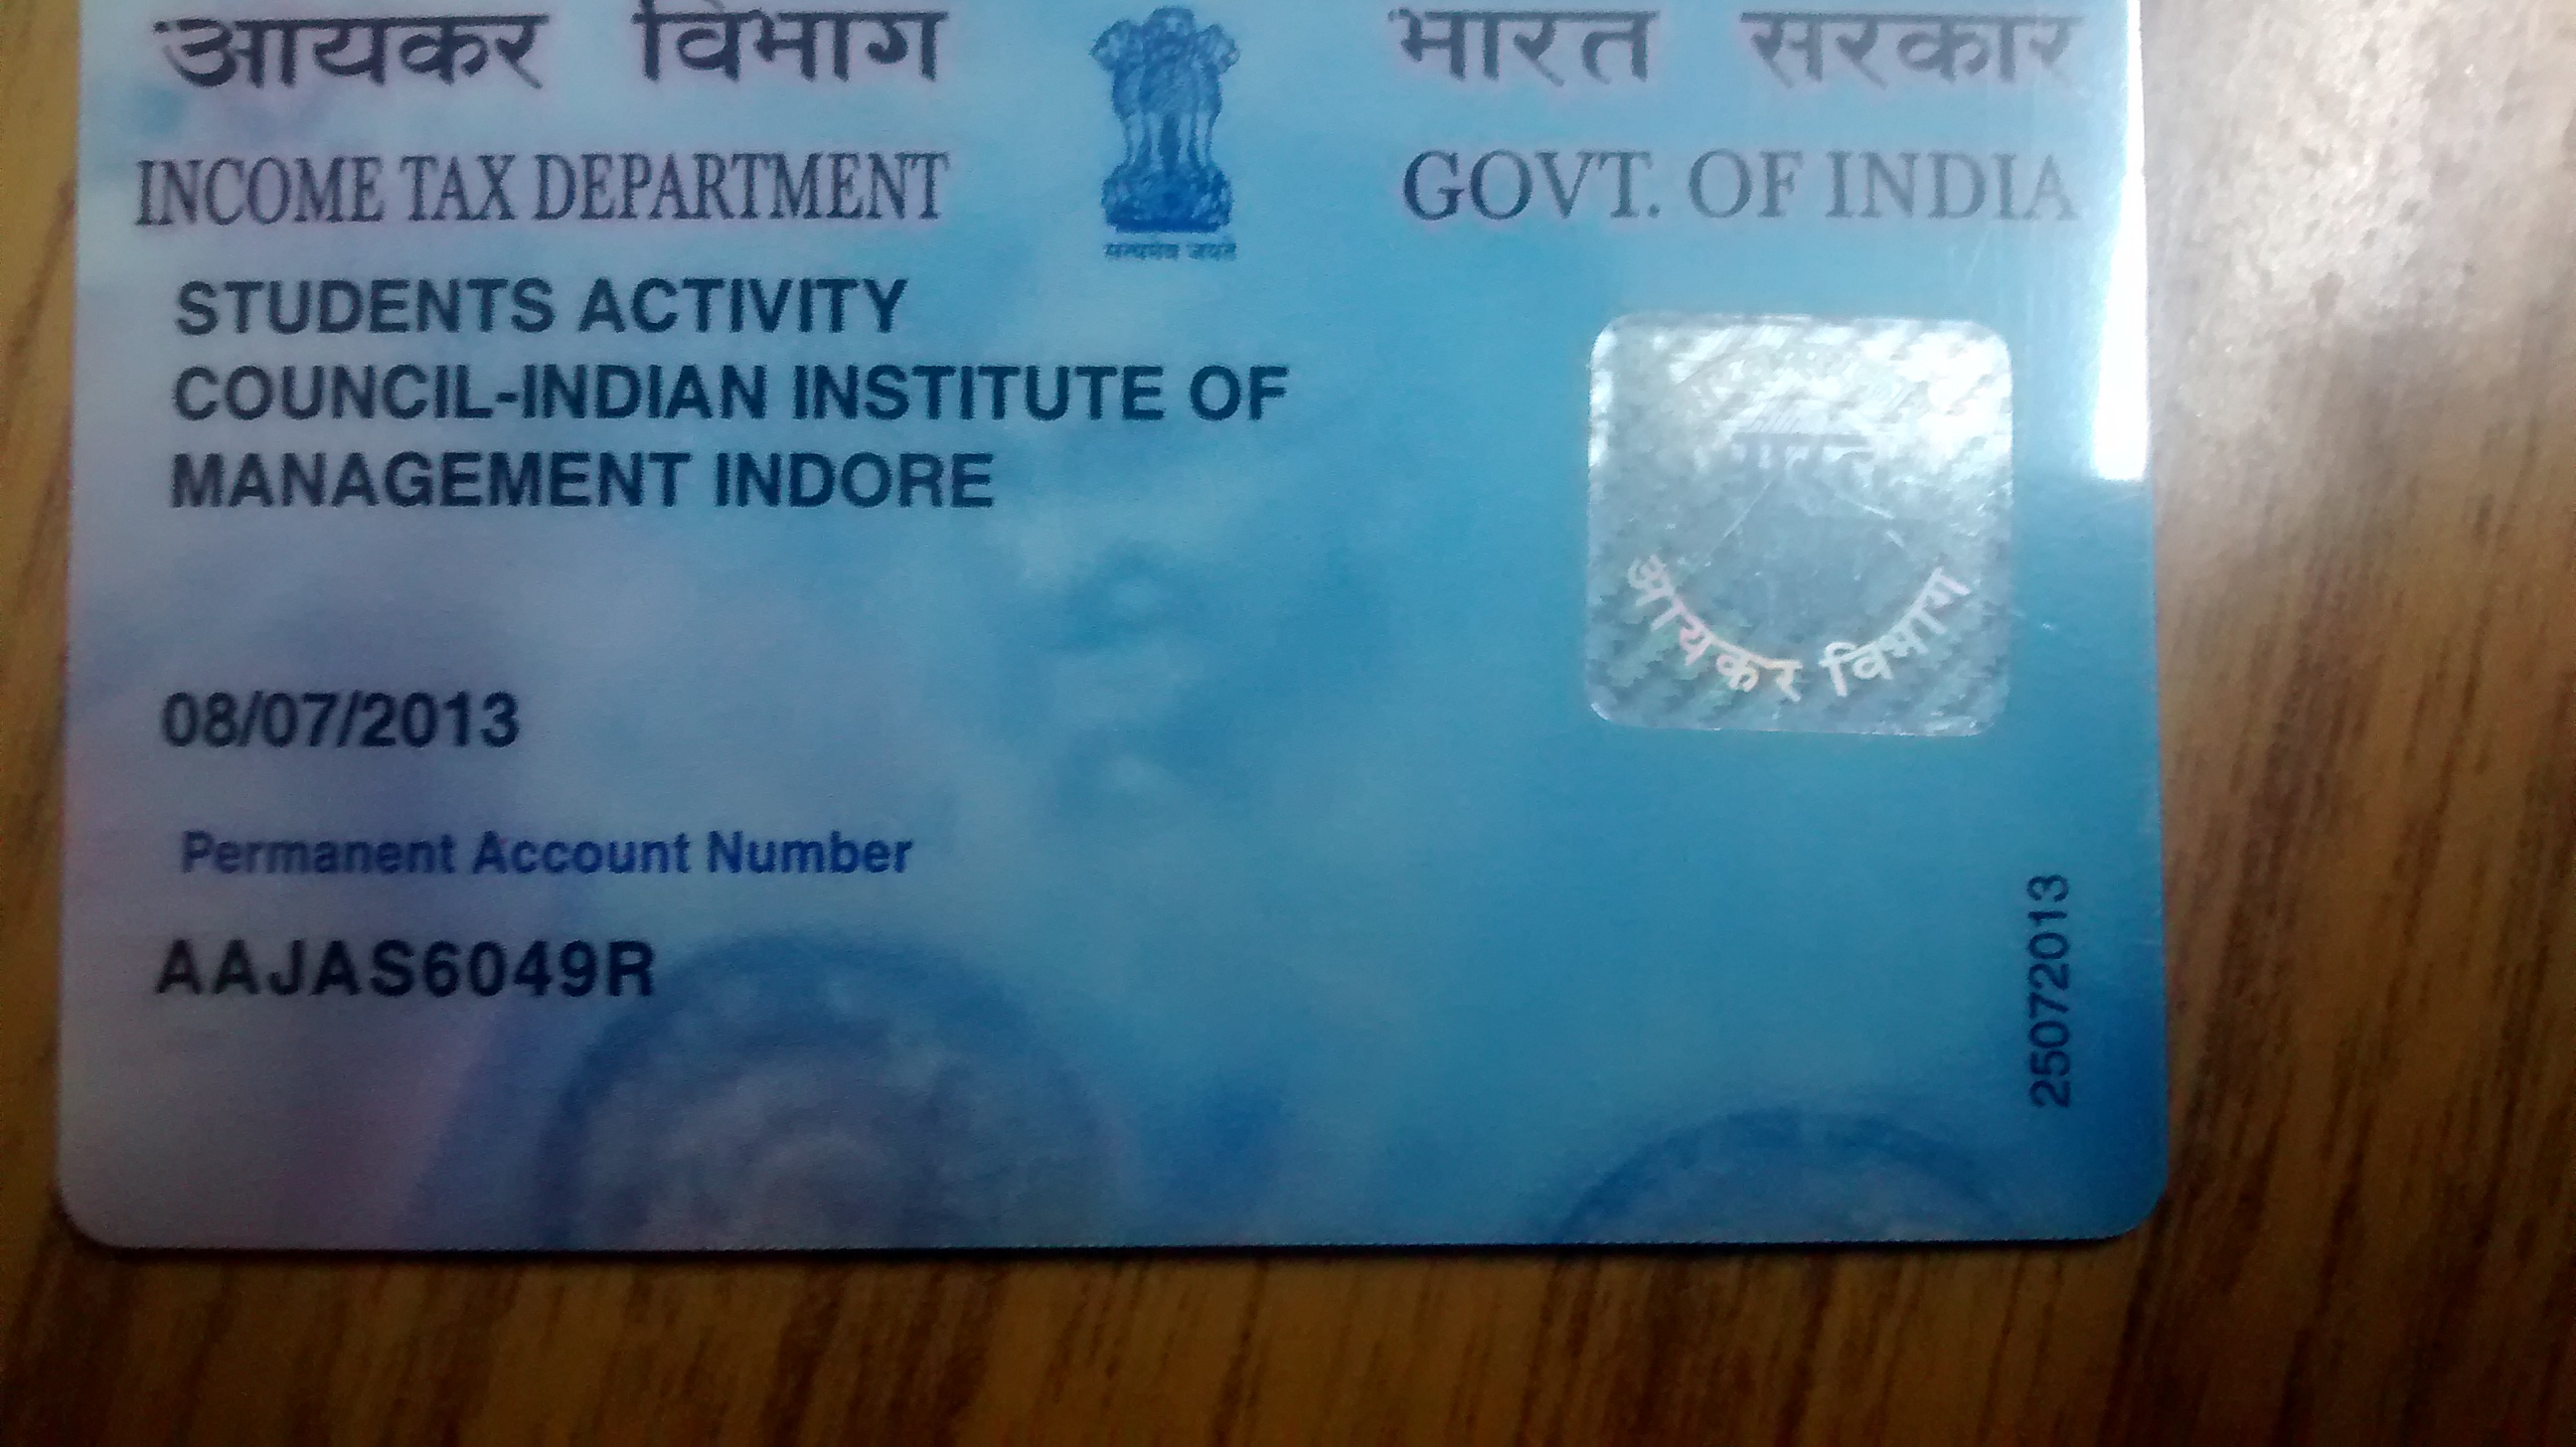 आयकर विभाग
भारत सरकार
INCOME TAX DEPARTMENT
GOVT. OF INDIA
सत्यमेव जयते
STUDENTS ACTIVITY
COUNCIL-INDIAN INSTITUTE OF
MANAGEMENT INDORE
आयकर विभाग
08/07/2013
Permanent Account Number
AAJAS6049R
25072013